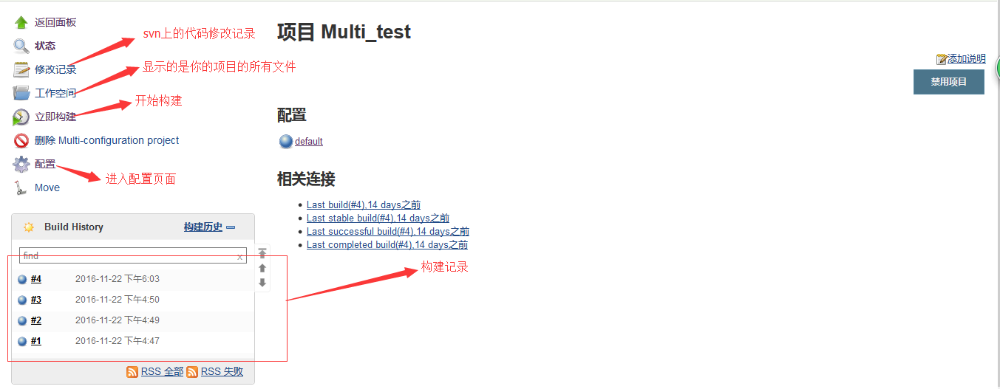 返回面板
状态
修改记录
工作空间
立即构建
删除 Multi-configuration project
配置
Move
svn上的代码修改记录
显示的是你的项目的所有文件
开始构建
进入配置页面
Build History 构建历史
find x
#4 2016-11-22 下午6:03
#3 2016-11-22 下午4:50
#2 2016-11-22 下午4:49
#1 2016-11-22 下午4:47
RSS 全部 RSS 失败
项目 Multi_test
添加说明
禁用项目
配置
default
相关连接
Last build(#4),14 days之前
Last stable build(#4),14 days之前
Last successful build(#4),14 days之前
Last completed build(#4),14 days之前
构建记录